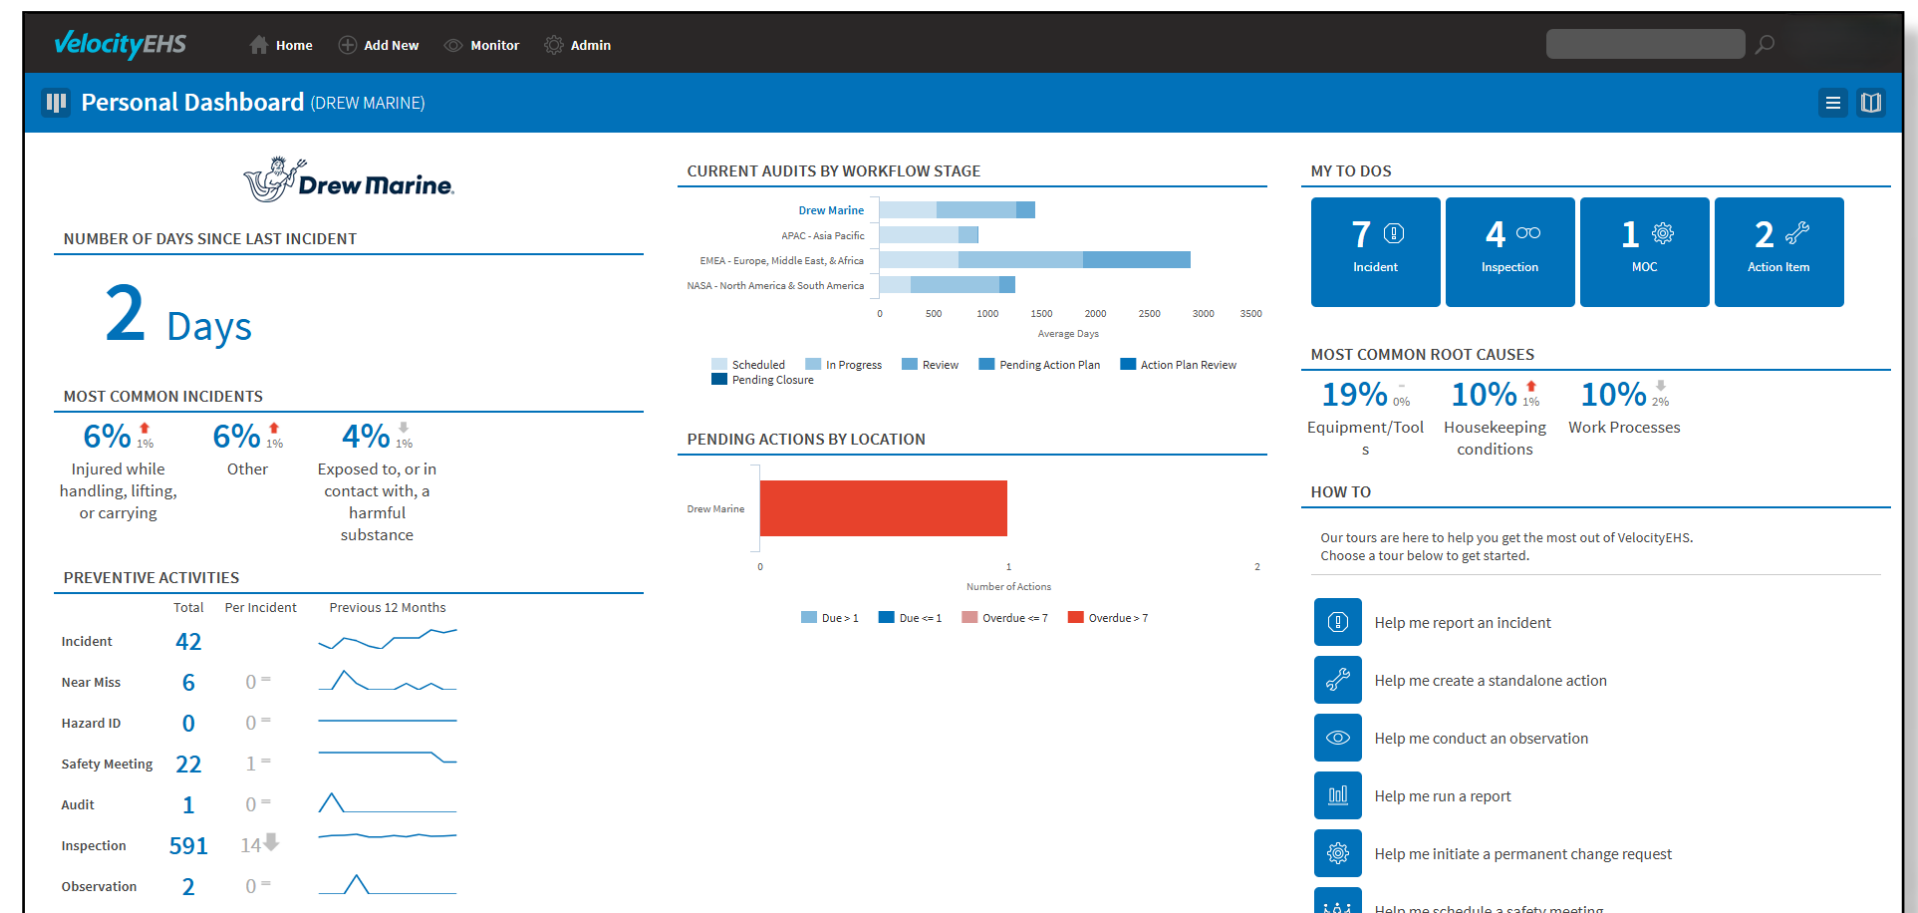 VelocityEHS
Home
Add New
Monitor
Admin
Personal Dashboard (DREW MARINE)
Drew Marine.
NUMBER OF DAYS SINCE LAST INCIDENT
2 Days
MOST COMMON INCIDENTS
6% 1%
Injured while
handling, lifting,
or carrying
6% 1%
Other
4% 1%
Exposed to, or in
contact with, a
harmful
substance
PREVENTIVE ACTIVITIES
Total Per Incident Previous 12 Months
Incident 42
Near Miss 6 0 =
Hazard ID 0 0 =
Safety Meeting 22 1 =
Audit 1 0 =
Inspection 591 14
Observation 2 0 =
CURRENT AUDITS BY WORKFLOW STAGE
Drew Marine
APAC - Asia Pacific
EMEA - Europe, Middle East, & Africa
NASA - North America & South America
0 500 1000 1500 2000 2500 3000 3500
Average Days
Scheduled In Progress Review Pending Action Plan Action Plan Review
Pending Closure
PENDING ACTIONS BY LOCATION
Drew Marine
0 1 2
Number of Actions
Due > 1 Due <= 1 Overdue <= 7 Overdue > 7
MY TO DOS
7
Incident
4
Inspection
1
MOC
2
Action Item
MOST COMMON ROOT CAUSES
19% - 0%
Equipment/Tool
s
10% 1%
Housekeeping
conditions
10% 2%
Work Processes
HOW TO
Our tours are here to help you get the most out of VelocityEHS.
Choose a tour below to get started.
Help me report an incident
Help me create a standalone action
Help me conduct an observation
Help me run a report
Help me initiate a permanent change request
Help me schedule a safety meeting